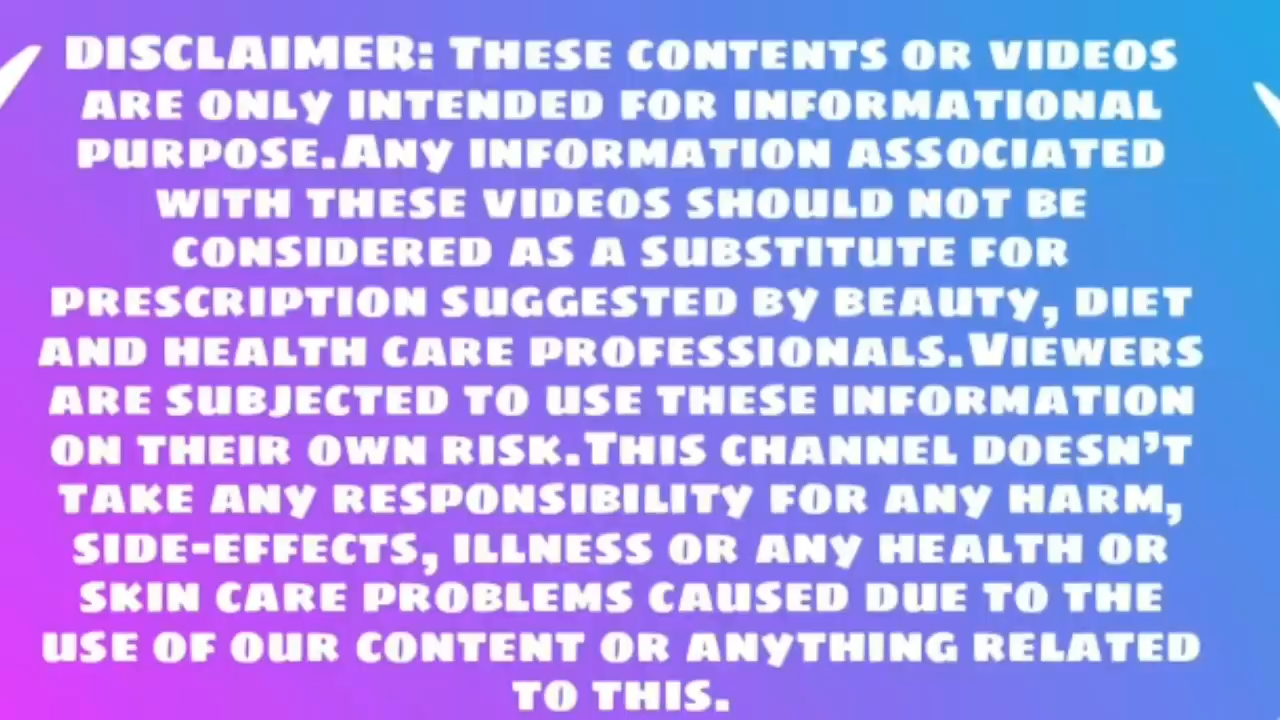 DISCLAIMER: THESE CONTENTS OR VIDEOS
ARE ONLY INTENDED FOR INFORMATIONAL
PURPOSE.ANY INFORMATION ASSOCIATED
WITH THESE VIDEOS SHOULD NOT BE
CONSIDERED AS A SUBSTITUTE FOR
PRESCRIPTION SUGGESTED BY BEAUTY, DIET
AND HEALTH CARE PROFESSIONALS.VIEWERS
ARE SUBJECTED TO USE THESE INFORMATION
ON THEIR OWN RISK.THIS CHANNEL DOESN'T
TAKE ANY RESPONSIBILITY FOR ANY HARM,
SIDE-EFFECTS, ILLNESS OR ANY HEALTH OR
SKIN CARE PROBLEMS CAUSED DUE TO THE
USE OF OUR CONTENT OR ANYTHING RELATED
TO THIS.